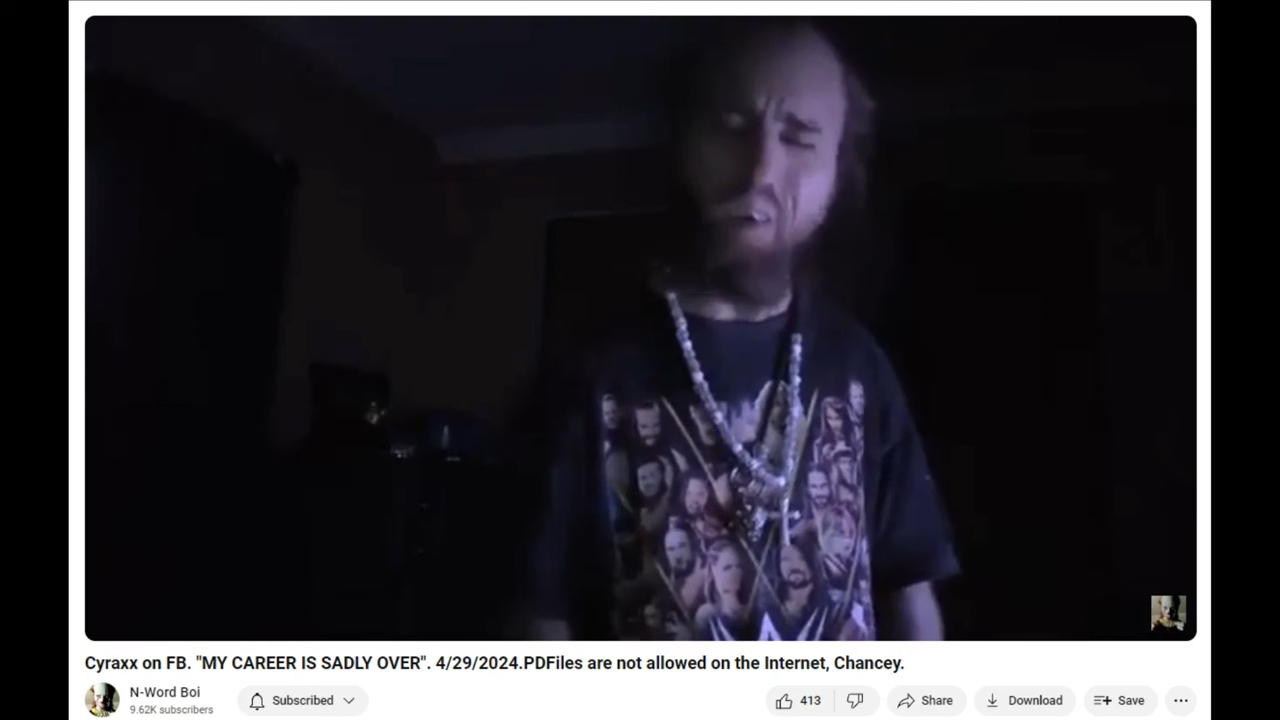 Cyraxx on FB. "MY CAREER IS SADLY OVER". 4/29/2024.PDFiles are not allowed on the Internet, Chancey.
N-Word Boi
9.62K subscribers
Subscribed
413
Share
Download
Save